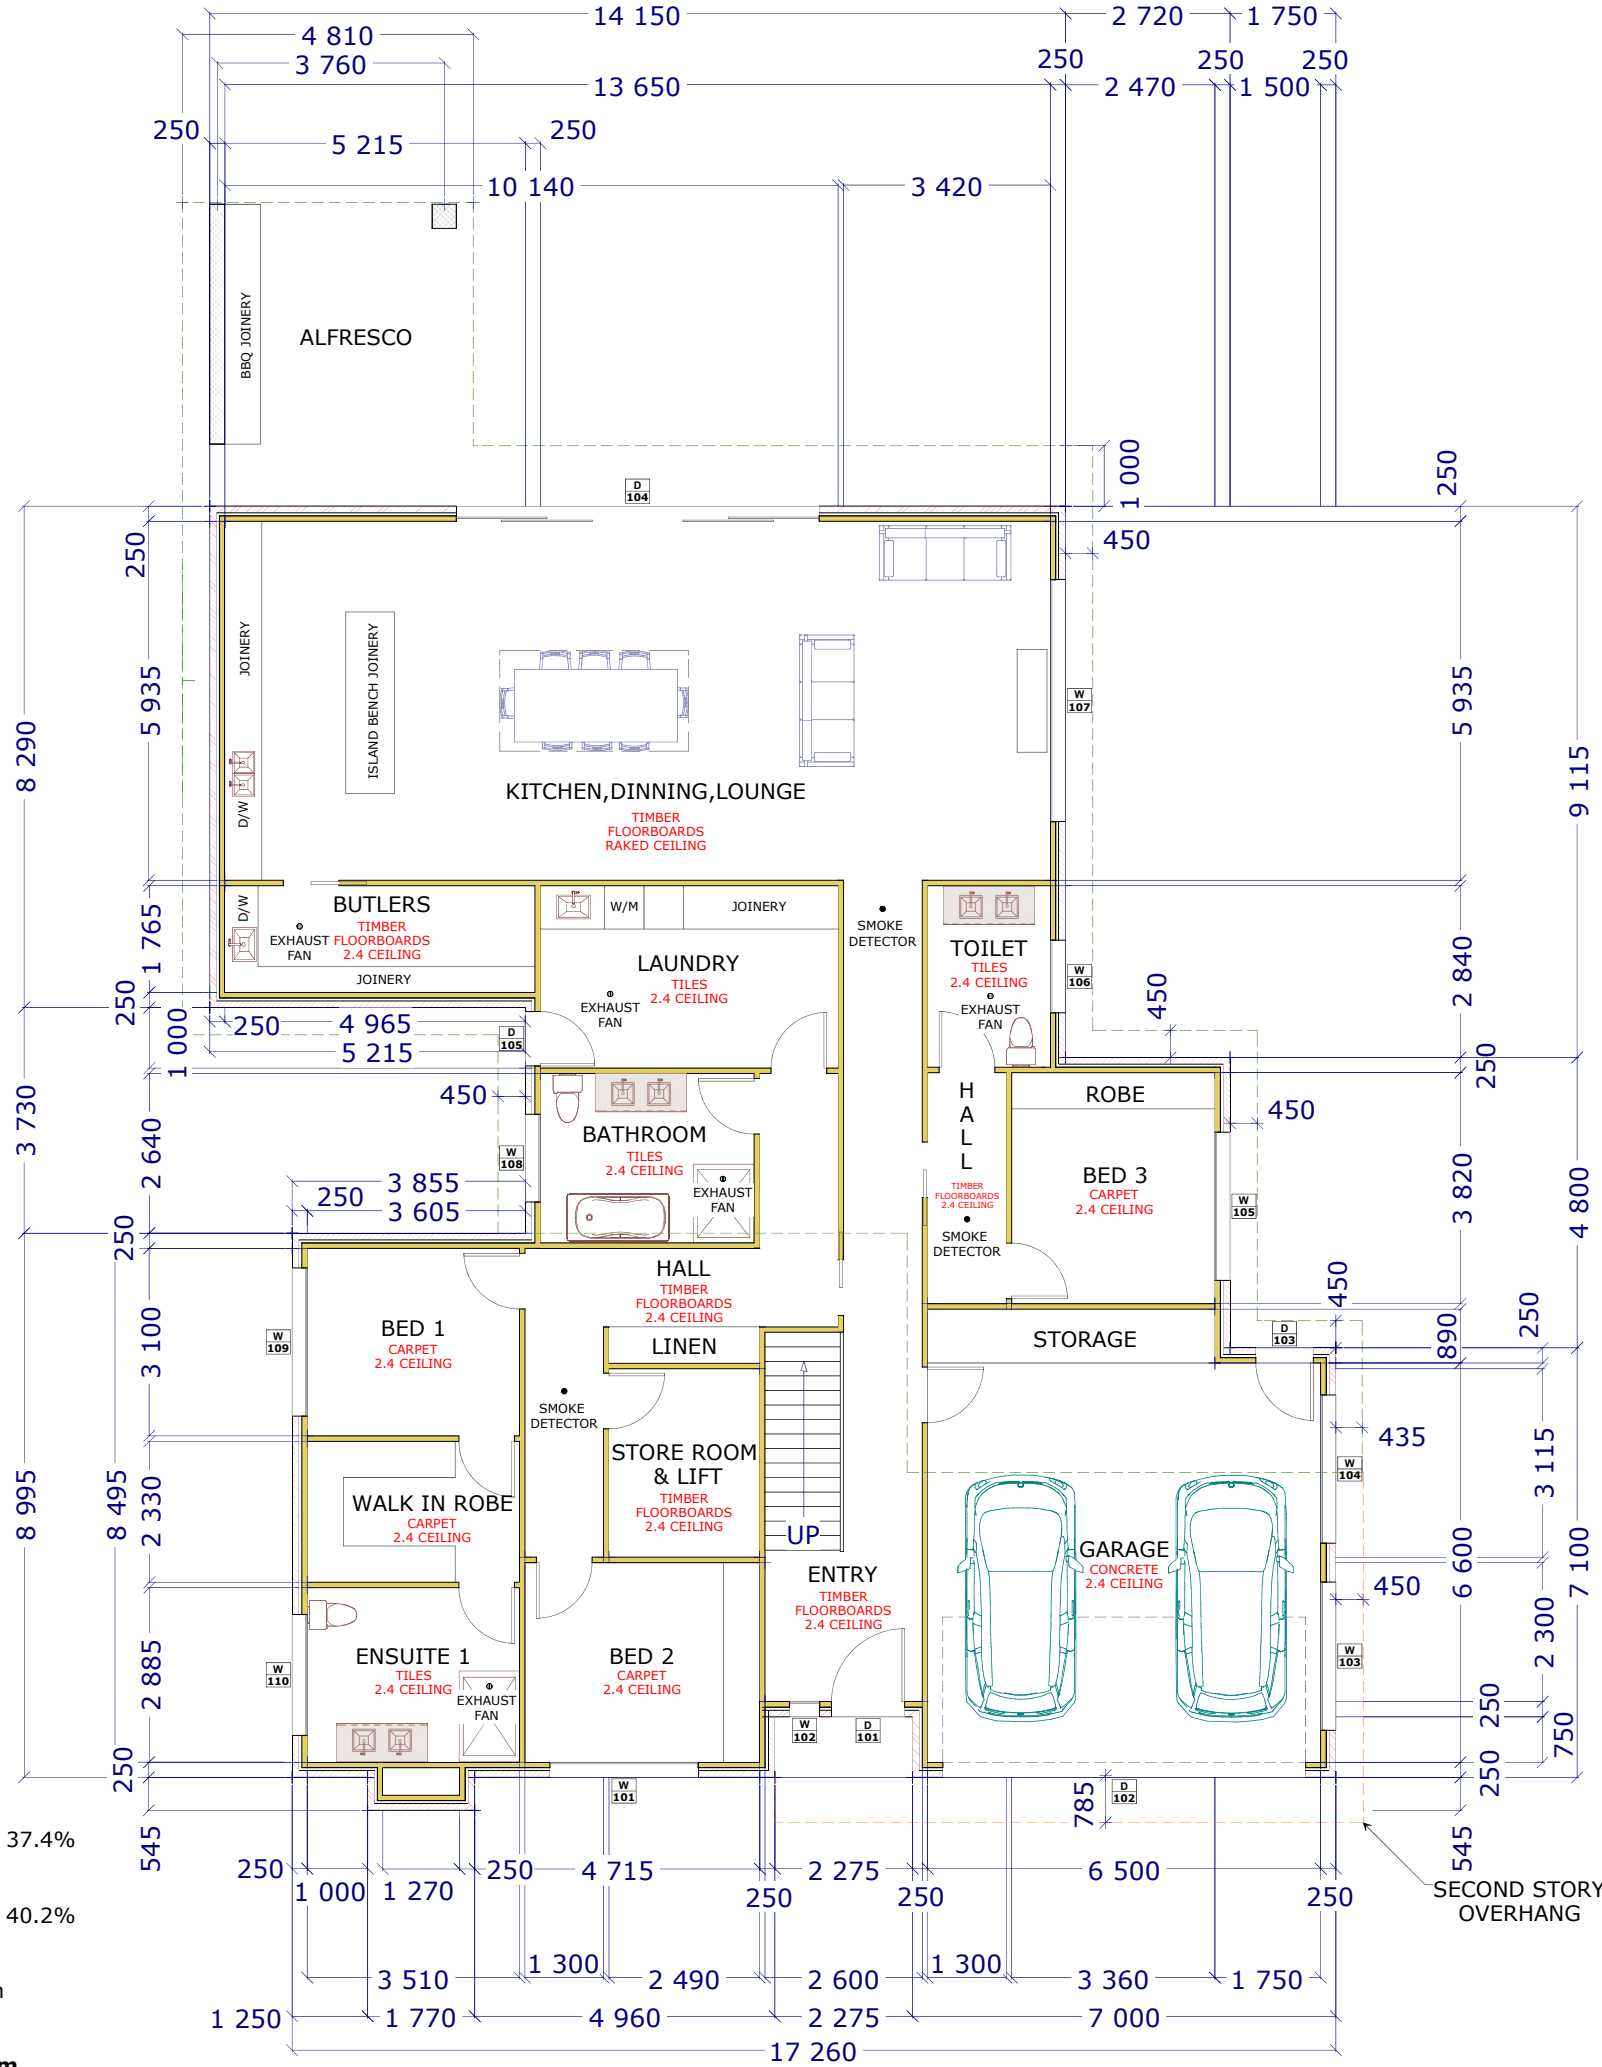 14 150
2 720
1 750
4 810
3 760
250
250
250
13 650
2 470
1 500
250
5 215
250
10 140
3 420
BBQ JOINERY
ALFRESCO
1 000
250
D
104
250
450
JOINERY
ISLAND BENCH JOINERY
5 935
5 935
W
107
8 290
9 115
KITCHEN,DINNING,LOUNGE
TIMBER
FLOORBOARDS
RAKED CEILING
D/W
D/W
BUTLERS
TIMBER
FLOORBOARDS
2.4 CEILING
EXHAUST
FAN
JOINERY
W/M
JOINERY
SMOKE
DETECTOR
1 765
LAUNDRY
TILES
2.4 CEILING
EXHAUST
FAN
TOILET
TILES
2.4 CEILING
EXHAUST
FAN
W
106
2 840
450
250
1 000
250
4 965
5 215
D
105
250
450
3 730
2 640
BATHROOM
TILES
2.4 CEILING
EXHAUST
FAN
W
108
HALL
TIMBER
FLOORBOARDS
2.4 CEILING
SMOKE
DETECTOR
ROBE
450
BED 3
CARPET
2.4 CEILING
W
105
3 820
4 800
3 855
250
3 605
250
HALL
TIMBER
FLOORBOARDS
2.4 CEILING
LINEN
BED 1
CARPET
2.4 CEILING
W
109
3 100
STORAGE
D
103
450
890
250
SMOKE
DETECTOR
STORE ROOM
& LIFT
TIMBER
FLOORBOARDS
2.4 CEILING
435
W
104
3 115
8 995
8 495
2 330
WALK IN ROBE
CARPET
2.4 CEILING
UP
GARAGE
CONCRETE
2.4 CEILING
6 600
7 100
ENTRY
TIMBER
FLOORBOARDS
2.4 CEILING
450
W
103
2 300
ENSUITE 1
TILES
2.4 CEILING
EXHAUST
FAN
W
110
2 885
BED 2
CARPET
2.4 CEILING
W
102
D
101
250
750
250
250
W
101
785
D
102
37.4%
545
545
250
1 000
1 270
250
4 715
250
2 275
250
6 500
250
SECOND STORY
OVERHANG
40.2%
3 510
1 300
2 490
2 600
1 300
3 360
1 750
1 250
1 770
4 960
2 275
7 000
17 260